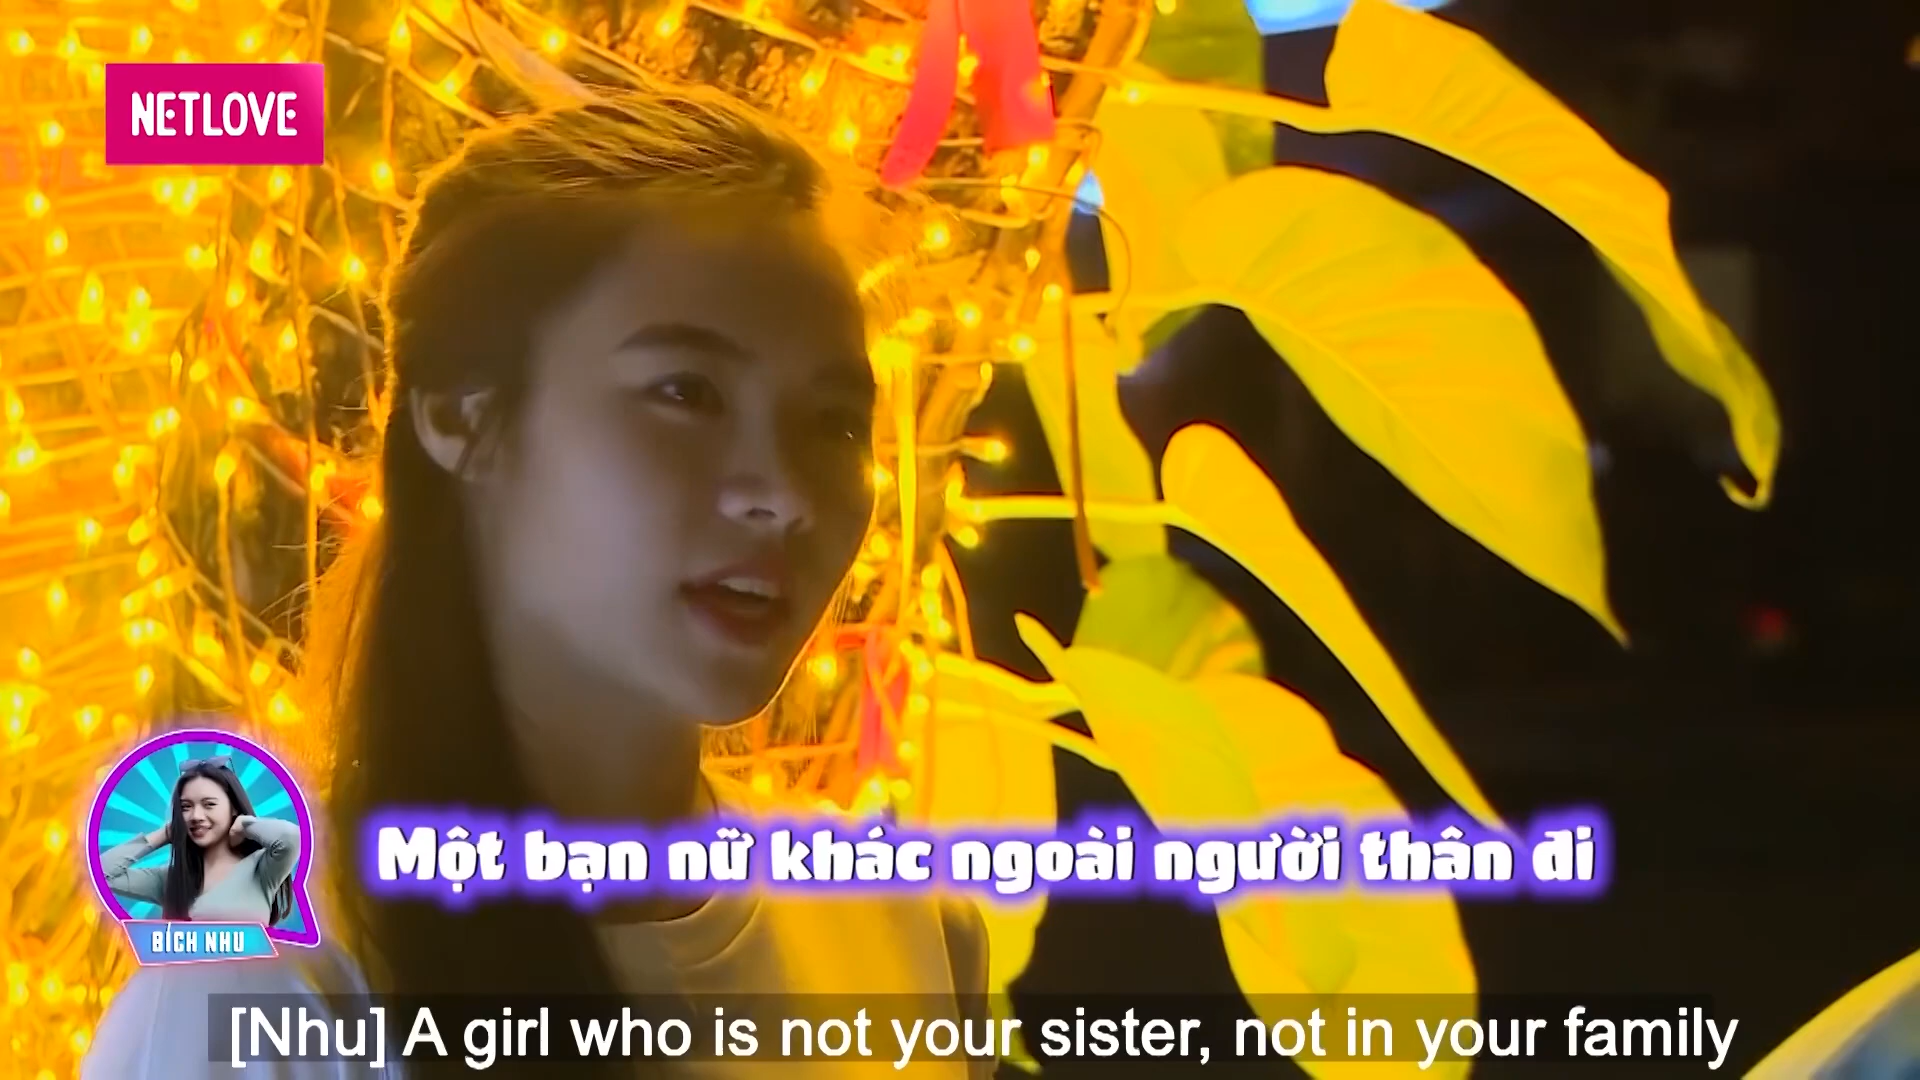 NETLOVE
Một bạn nữ khác ngoài người thân đi
BÍCH NHU
[Nhu] A girl who is not your sister, not in your family